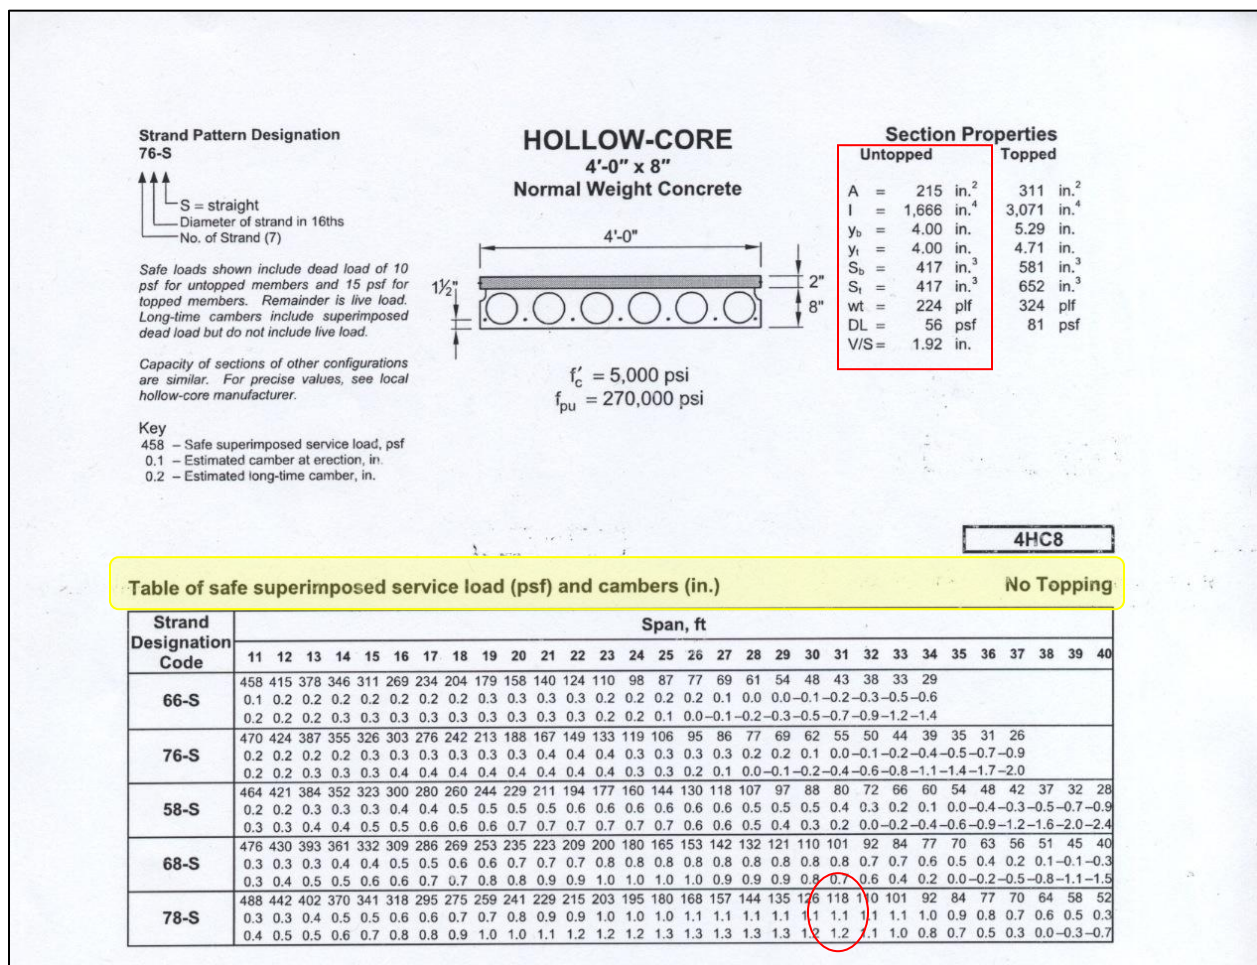 Strand Pattern Designation
76-S
S = straight
Diameter of strand in 16ths
No. of Strand (7)
Safe loads shown include dead load of 10
psf for untopped members and 15 psf for
topped members. Remainder is live load.
Long-time cambers include superimposed
dead load but do not include live load.
Capacity of sections of other configurations
are similar. For precise values, see local
hollow-core manufacturer.
Key
458 – Safe superimposed service load, psf
0.1 – Estimated camber at erection, in.
0.2 – Estimated long-time camber, in.
HOLLOW-CORE
4'-0" x 8"
Normal Weight Concrete
4'-0"
1½"
2"
8"
f'c = 5,000 psi
fpu = 270,000 psi
Section Properties
Untopped Topped
A = 215 in.² 311 in.²
I = 1,666 in.⁴ 3,071 in.⁴
yb = 4.00 in. 5.29 in.
yt = 4.00 in. 4.71 in.
Sb = 417 in.³ 581 in.³
St = 417 in.³ 652 in.³
wt = 224 plf 324 plf
DL = 56 psf 81 psf
V/S = 1.92 in.
4HC8
Table of safe superimposed service load (psf) and cambers (in.) No Topping
Strand Designation Code
Span, ft
11 12 13 14 15 16 17 18 19 20 21 22 23 24 25 26 27 28 29 30 31 32 33 34 35 36 37 38 39 40
66-S
458 415 378 346 311 269 234 204 179 158 140 124 110 98 87 77 69 61 54 48 43 38 33 29
0.1 0.2 0.2 0.2 0.2 0.2 0.2 0.2 0.3 0.3 0.3 0.3 0.2 0.2 0.2 0.2 0.1 0.0 0.0 –0.1 –0.2 –0.3 –0.5 –0.6
0.2 0.2 0.2 0.3 0.3 0.3 0.3 0.3 0.3 0.3 0.3 0.3 0.2 0.2 0.1 0.0 –0.1 –0.2 –0.3 –0.5 –0.7 –0.9 –1.2 –1.4
76-S
470 424 387 355 326 303 276 242 213 188 167 149 133 119 106 95 86 77 69 62 55 50 44 39 35 31 26
0.2 0.2 0.2 0.2 0.3 0.3 0.3 0.3 0.3 0.3 0.4 0.4 0.4 0.3 0.3 0.3 0.3 0.2 0.2 0.1 0.0 –0.1 –0.2 –0.4 –0.5 –0.7 –0.9
0.2 0.2 0.3 0.3 0.3 0.4 0.4 0.4 0.4 0.4 0.4 0.4 0.4 0.3 0.3 0.2 0.1 0.0 –0.1 –0.2 –0.4 –0.6 –0.8 –1.1 –1.4 –1.7 –2.0
58-S
464 421 384 352 323 300 280 260 244 229 211 194 177 160 144 130 118 107 97 88 80 72 66 60 54 48 42 37 32 28
0.2 0.2 0.3 0.3 0.3 0.4 0.4 0.5 0.5 0.5 0.5 0.6 0.6 0.6 0.6 0.6 0.6 0.5 0.5 0.5 0.4 0.3 0.2 0.1 0.0 –0.4 –0.3 –0.5 –0.7 –0.9
0.3 0.3 0.4 0.4 0.5 0.5 0.6 0.6 0.6 0.7 0.7 0.7 0.7 0.7 0.7 0.6 0.6 0.5 0.4 0.3 0.2 0.0 –0.2 –0.4 –0.6 –0.9 –1.2 –1.6 –2.0 –2.4
68-S
476 430 393 361 332 309 286 269 253 235 223 209 200 180 165 153 142 132 121 110 101 92 84 77 70 63 56 51 45 40
0.3 0.3 0.3 0.4 0.4 0.5 0.5 0.6 0.6 0.7 0.7 0.7 0.8 0.8 0.8 0.8 0.8 0.8 0.8 0.8 0.8 0.7 0.7 0.6 0.5 0.4 0.2 0.1 –0.1 –0.3
0.3 0.4 0.5 0.5 0.6 0.6 0.7 0.7 0.8 0.8 0.9 0.9 1.0 1.0 1.0 1.0 0.9 0.9 0.9 0.8 0.7 0.6 0.4 0.2 0.0 –0.2 –0.5 –0.8 –1.1 –1.5
78-S
488 442 402 370 341 318 295 275 259 241 229 215 203 195 180 168 157 144 135 126 118 110 101 92 84 77 70 64 58 52
0.3 0.3 0.4 0.5 0.5 0.6 0.6 0.7 0.7 0.8 0.9 0.9 1.0 1.0 1.0 1.1 1.1 1.1 1.1 1.1 1.1 1.1 1.1 1.0 0.9 0.8 0.7 0.6 0.5 0.3
0.4 0.5 0.5 0.6 0.7 0.8 0.8 0.9 1.0 1.0 1.1 1.2 1.2 1.2 1.3 1.3 1.3 1.3 1.3 1.2 1.2 1.1 1.0 0.8 0.7 0.5 0.3 0.0 –0.3 –0.7